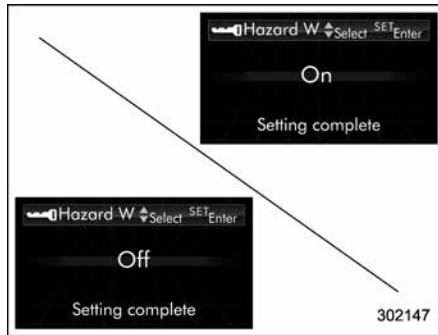 Hazard W Select SET Enter
On
Setting complete
Hazard W Select SET Enter
Off
Setting complete
302147